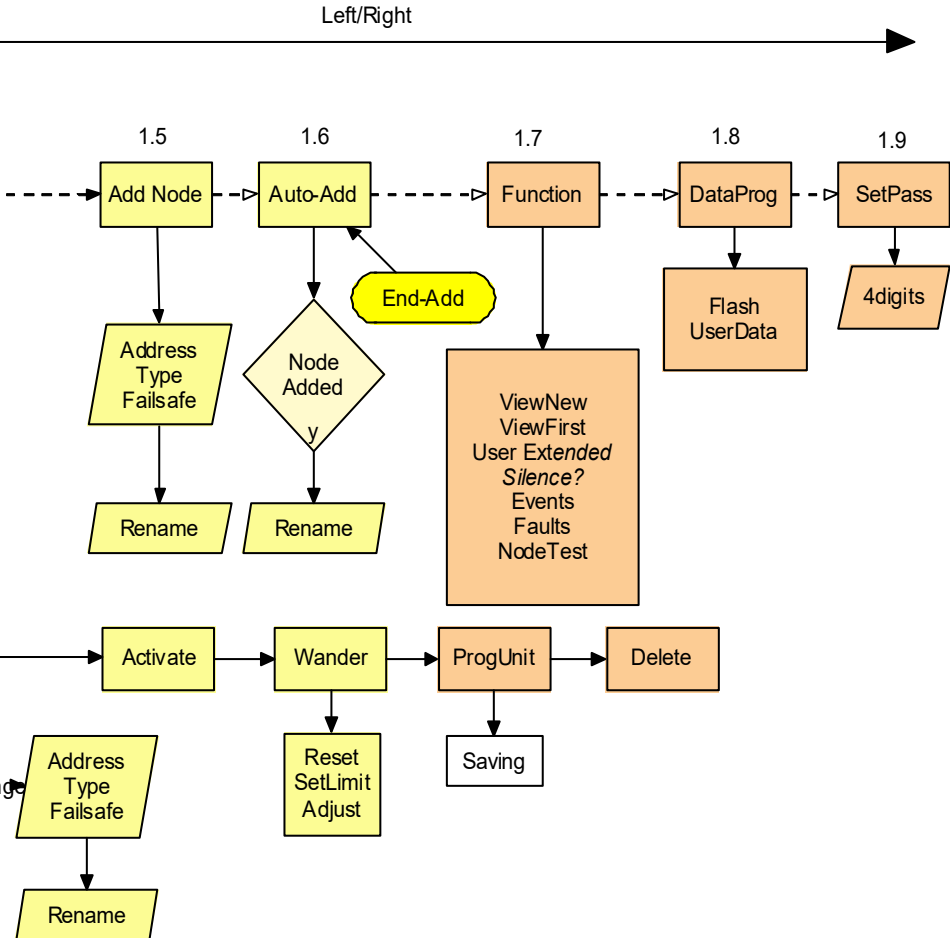 Left/Right
1.5
1.6
1.7
1.8
1.9
Add Node
Auto-Add
Function
DataProg
SetPass
End-Add
4digits
Flash
UserData
Address
Type
Failsafe
Node
Added
y
ViewNew
ViewFirst
User Extended
Silence?
Events
Faults
NodeTest
Rename
Rename
Activate
Wander
ProgUnit
Delete
Reset
SetLimit
Adjust
Saving
Address
Type
Failsafe
Rename